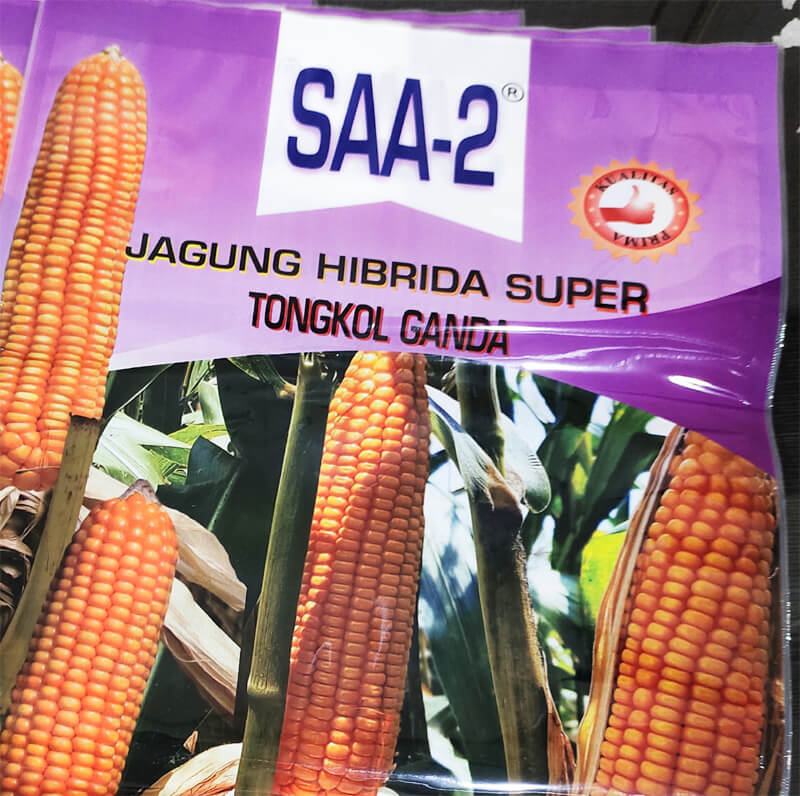 SAA-2®
KUALITAS
PRIMA
JAGUNG HIBRIDA SUPER
TONGKOL GANDA